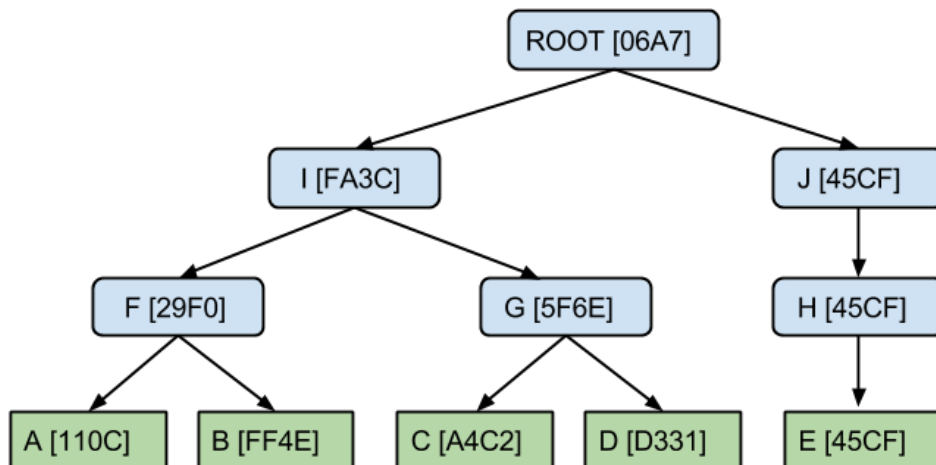 ROOT [06A7]
I [FA3C]
J [45CF]
F [29F0]
G [5F6E]
H [45CF]
A [110C]
B [FF4E]
C [A4C2]
D [D331]
E [45CF]